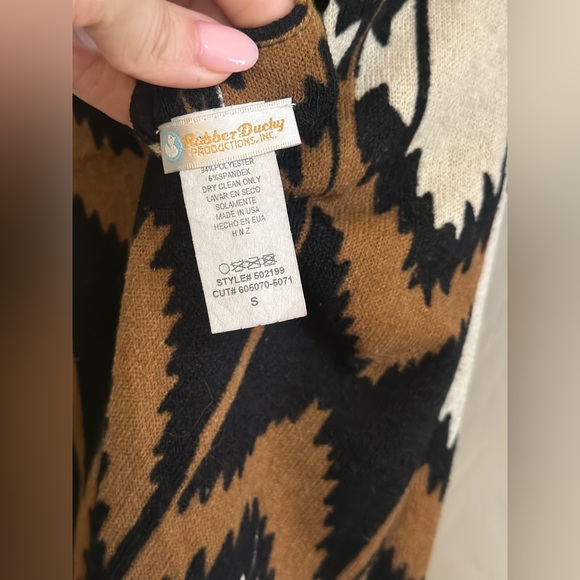 Rubber Ducky
PRODUCTIONS, INC.
94%POLYESTER
6%SPANDEX
DRY CLEAN ONLY
LAVAR EN SECO
SOLAMENTE
MADE IN USA
HECHO EN EUA
H N Z
STYLE# 502199
CUT# 605070-5071
S